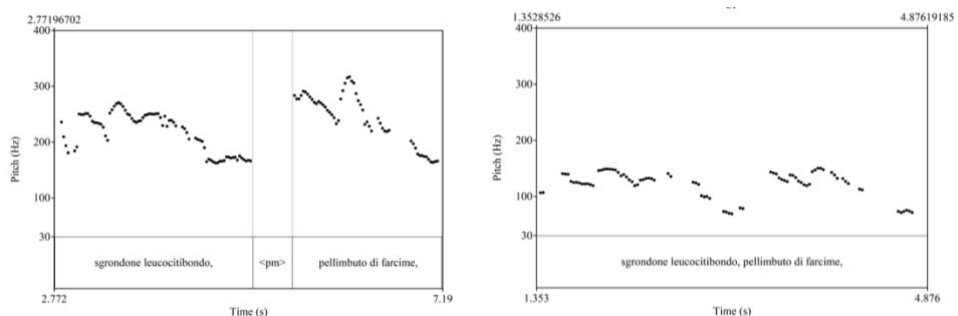 2.77196702
400
300
200
100
30
Pitch (Hz)
sgrondone leucocitibondo,
<pm>
pellimbuto di farcime,
2.772
7.19
Time (s)
1.3528526
4.87619185
400
300
200
100
30
Pitch (Hz)
sgrondone leucocitibondo, pellimbuto di farcime,
1.353
4.876
Time (s)